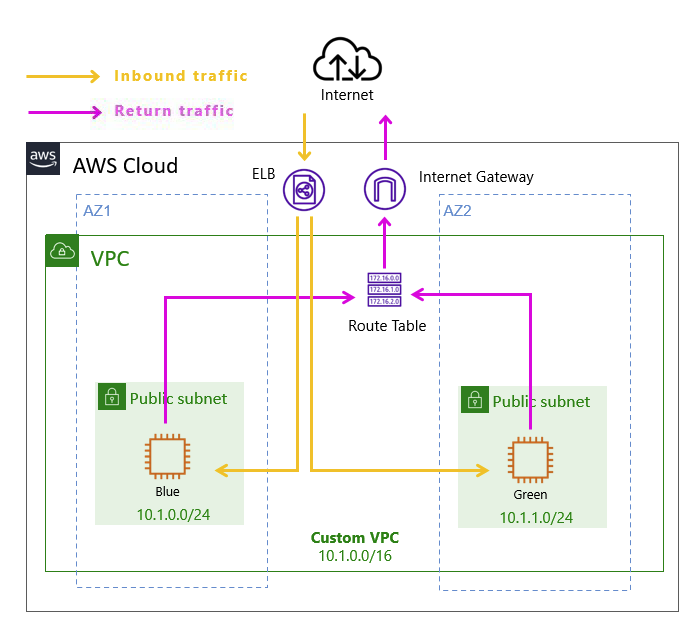 Inbound traffic
Return traffic
Internet
aws
AWS Cloud
ELB
Internet Gateway
AZ1
AZ2
VPC
172.16.0.0
172.16.1.0
172.16.2.0
Route Table
Public subnet
Public subnet
Blue
Green
10.1.0.0/24
10.1.1.0/24
Custom VPC
10.1.0.0/16